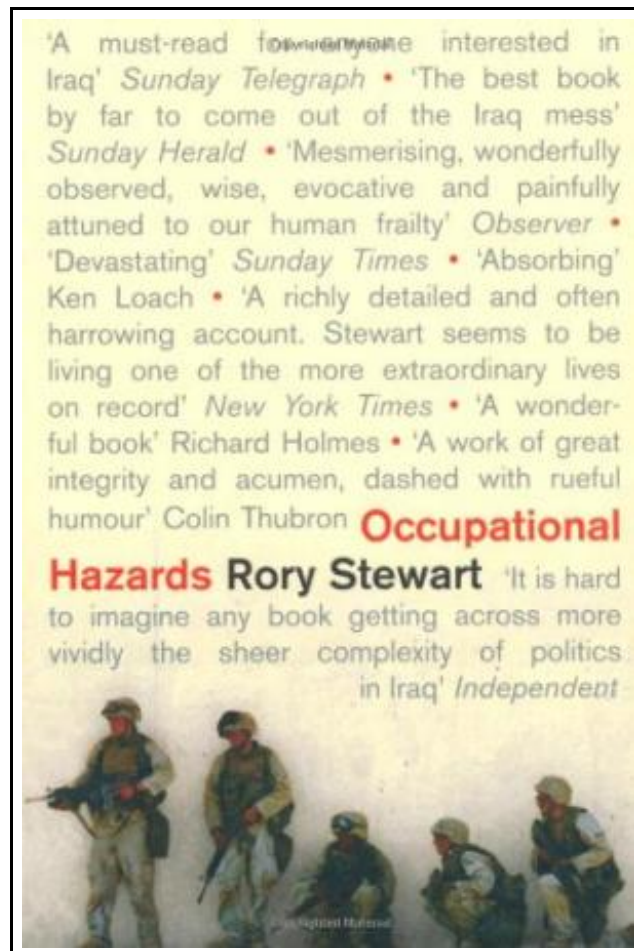 'A must-read for anyone interested in
Copyrighted Material
Iraq' Sunday Telegraph • 'The best book
by far to come out of the Iraq mess'
Sunday Herald • 'Mesmerising, wonderfully
observed, wise, evocative and painfully
attuned to our human frailty' Observer •
'Devastating' Sunday Times • 'Absorbing'
Ken Loach • 'A richly detailed and often
harrowing account. Stewart seems to be
living one of the more extraordinary lives
on record' New York Times • 'A wonder-
ful book' Richard Holmes • 'A work of great
integrity and acumen, dashed with rueful
humour' Colin Thubron Occupational
Hazards Rory Stewart 'It is hard
to imagine any book getting across more
vividly the sheer complexity of politics
in Iraq' Independent
Copyrighted Material